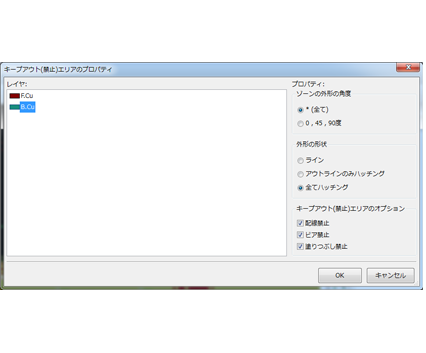 キープアウト(禁止)エリアのプロパティ
レイヤ:
F.Cu
B.Cu
プロパティ:
ゾーンの外形の角度
* (全て)
0 , 45 , 90度
外形の形状
ライン
アウトラインのみハッチング
全てハッチング
キープアウト(禁止)エリアのオプション
配線禁止
ビア禁止
塗りつぶし禁止
OK
キャンセル